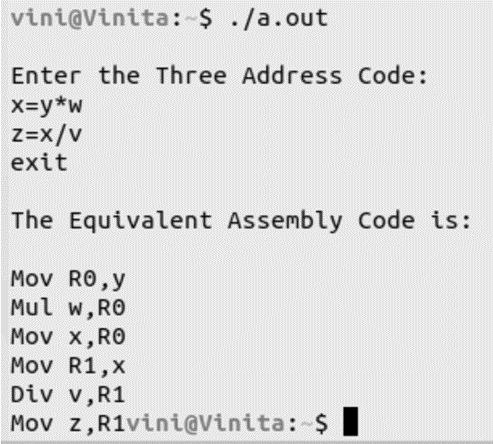 vini@Vinita:~$ ./a.out
Enter the Three Address Code:
x=y*w
z=x/v
exit
The Equivalent Assembly Code is:
Mov R0,y
Mul w,R0
Mov x,R0
Mov R1,x
Div v,R1
Mov z,R1vini@Vinita:~$